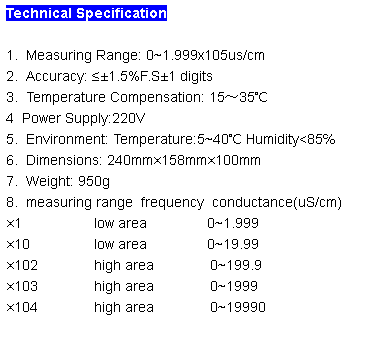 Technical Specification
1. Measuring Range: 0~1.999x105us/cm
2. Accuracy: ≤±1.5%F.S±1 digits
3. Temperature Compensation: 15～35℃
4 Power Supply:220V
5. Environment: Temperature:5~40℃ Humidity<85%
6. Dimensions: 240mm×158mm×100mm
7. Weight: 950g
8. measuring range frequency conductance(uS/cm)
×1 low area 0~1.999
×10 low area 0~19.99
×102 high area 0~199.9
×103 high area 0~1999
×104 high area 0~19990